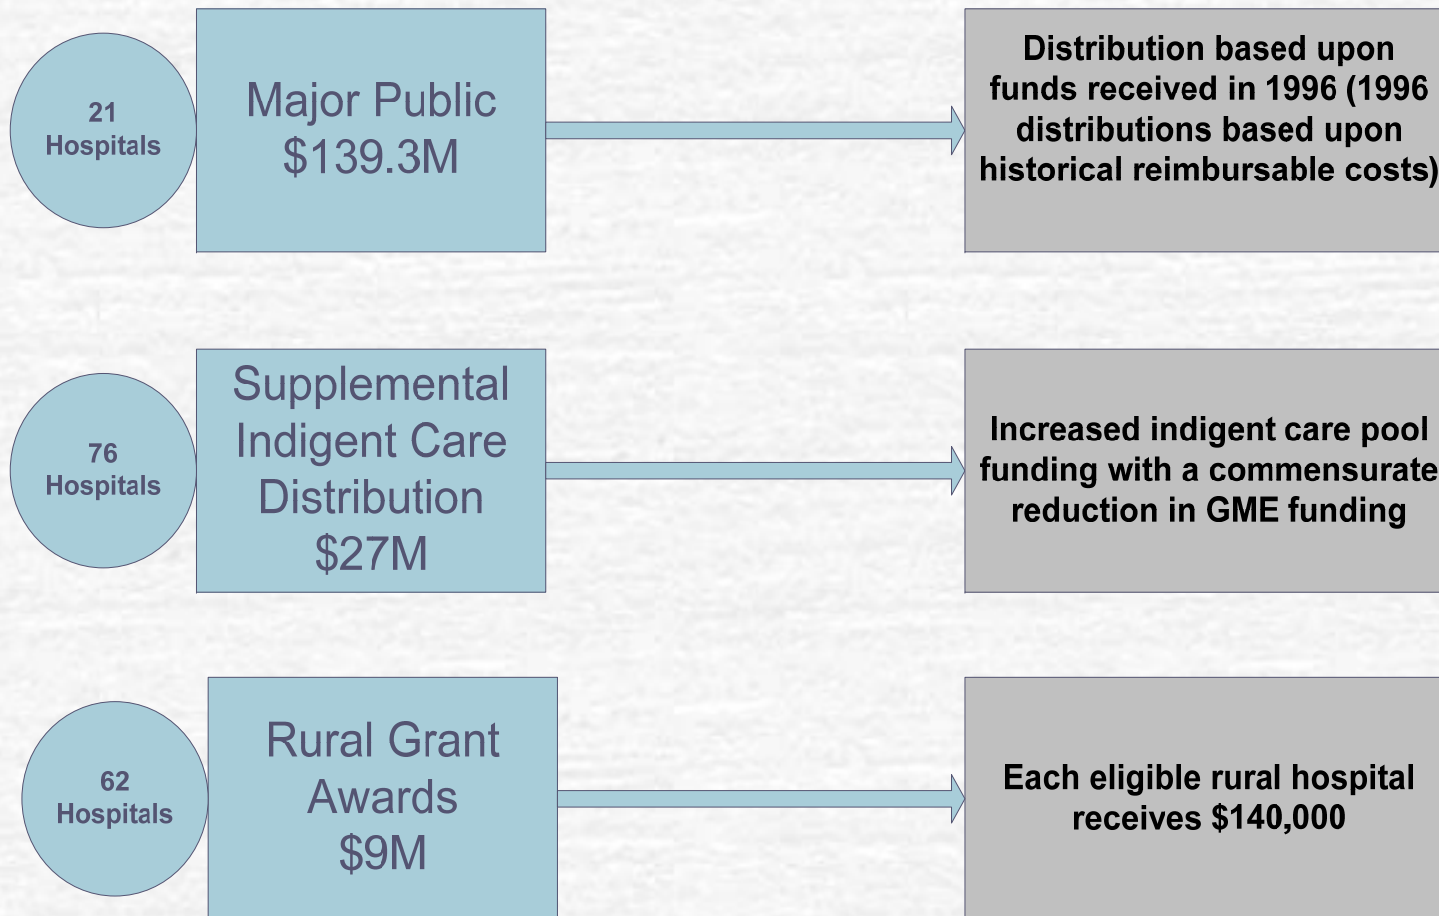 21
Hospitals
Major Public
$139.3M
Distribution based upon
funds received in 1996 (1996
distributions based upon
historical reimbursable costs)
76
Hospitals
Supplemental
Indigent Care
Distribution
$27M
Increased indigent care pool
funding with a commensurate
reduction in GME funding
62
Hospitals
Rural Grant
Awards
$9M
Each eligible rural hospital
receives $140,000